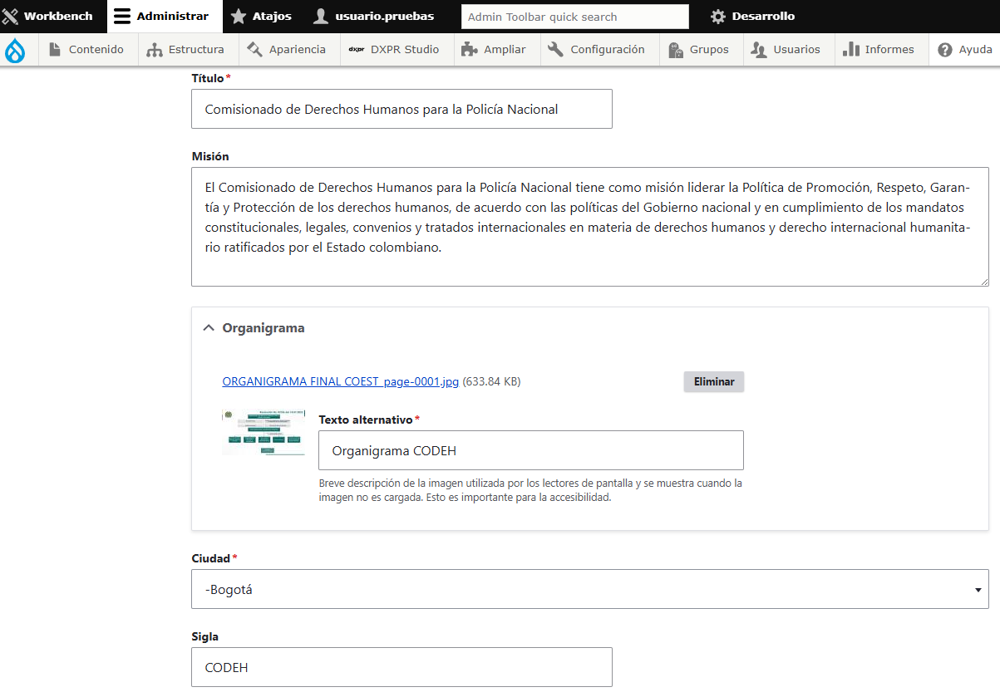 Workbench Administrar Atajos usuario.pruebas Admin Toolbar quick search Desarrollo
Contenido Estructura Apariencia dxpr DXPR Studio Ampliar Configuración Grupos Usuarios Informes Ayuda
Título*
Comisionado de Derechos Humanos para la Policía Nacional
Misión
El Comisionado de Derechos Humanos para la Policía Nacional tiene como misión liderar la Política de Promoción, Respeto, Garan-
tía y Protección de los derechos humanos, de acuerdo con las políticas del Gobierno nacional y en cumplimiento de los mandatos
constitucionales, legales, convenios y tratados internacionales en materia de derechos humanos y derecho internacional humanita-
rio ratificados por el Estado colombiano.
Organigrama
ORGANIGRAMA FINAL COEST_page-0001.jpg (633.84 KB) Eliminar
Texto alternativo*
Organigrama CODEH
Breve descripción de la imagen utilizada por los lectores de pantalla y se muestra cuando la
imagen no es cargada. Esto es importante para la accesibilidad.
Ciudad*
-Bogotá
Sigla
CODEH